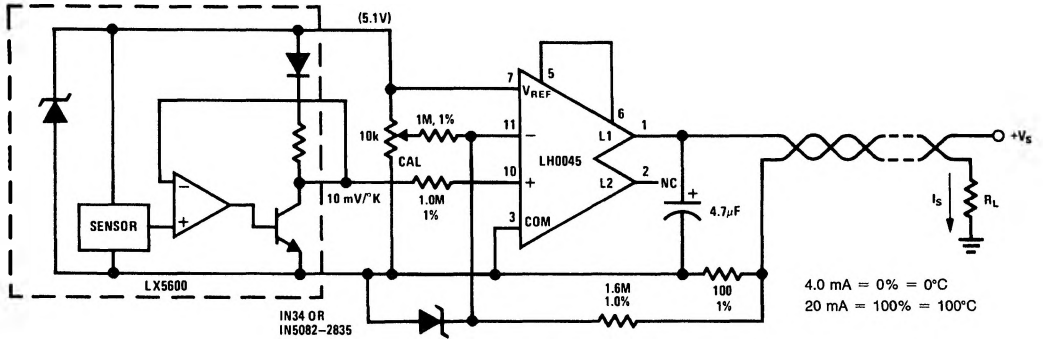 (5.1V)
7
VREF
5
6
10k
1M, 1%
11
−
L1
1
+VS
CAL
LH0045
10
+
L2
2
NC
10 mV/°K
1.0M
1%
3
COM
+
4.7µF
IS
RL
−
+
SENSOR
LX5600
100
1%
1.6M
1.0%
4.0 mA = 0% = 0°C
20 mA = 100% = 100°C
IN34 OR
IN5082–2835